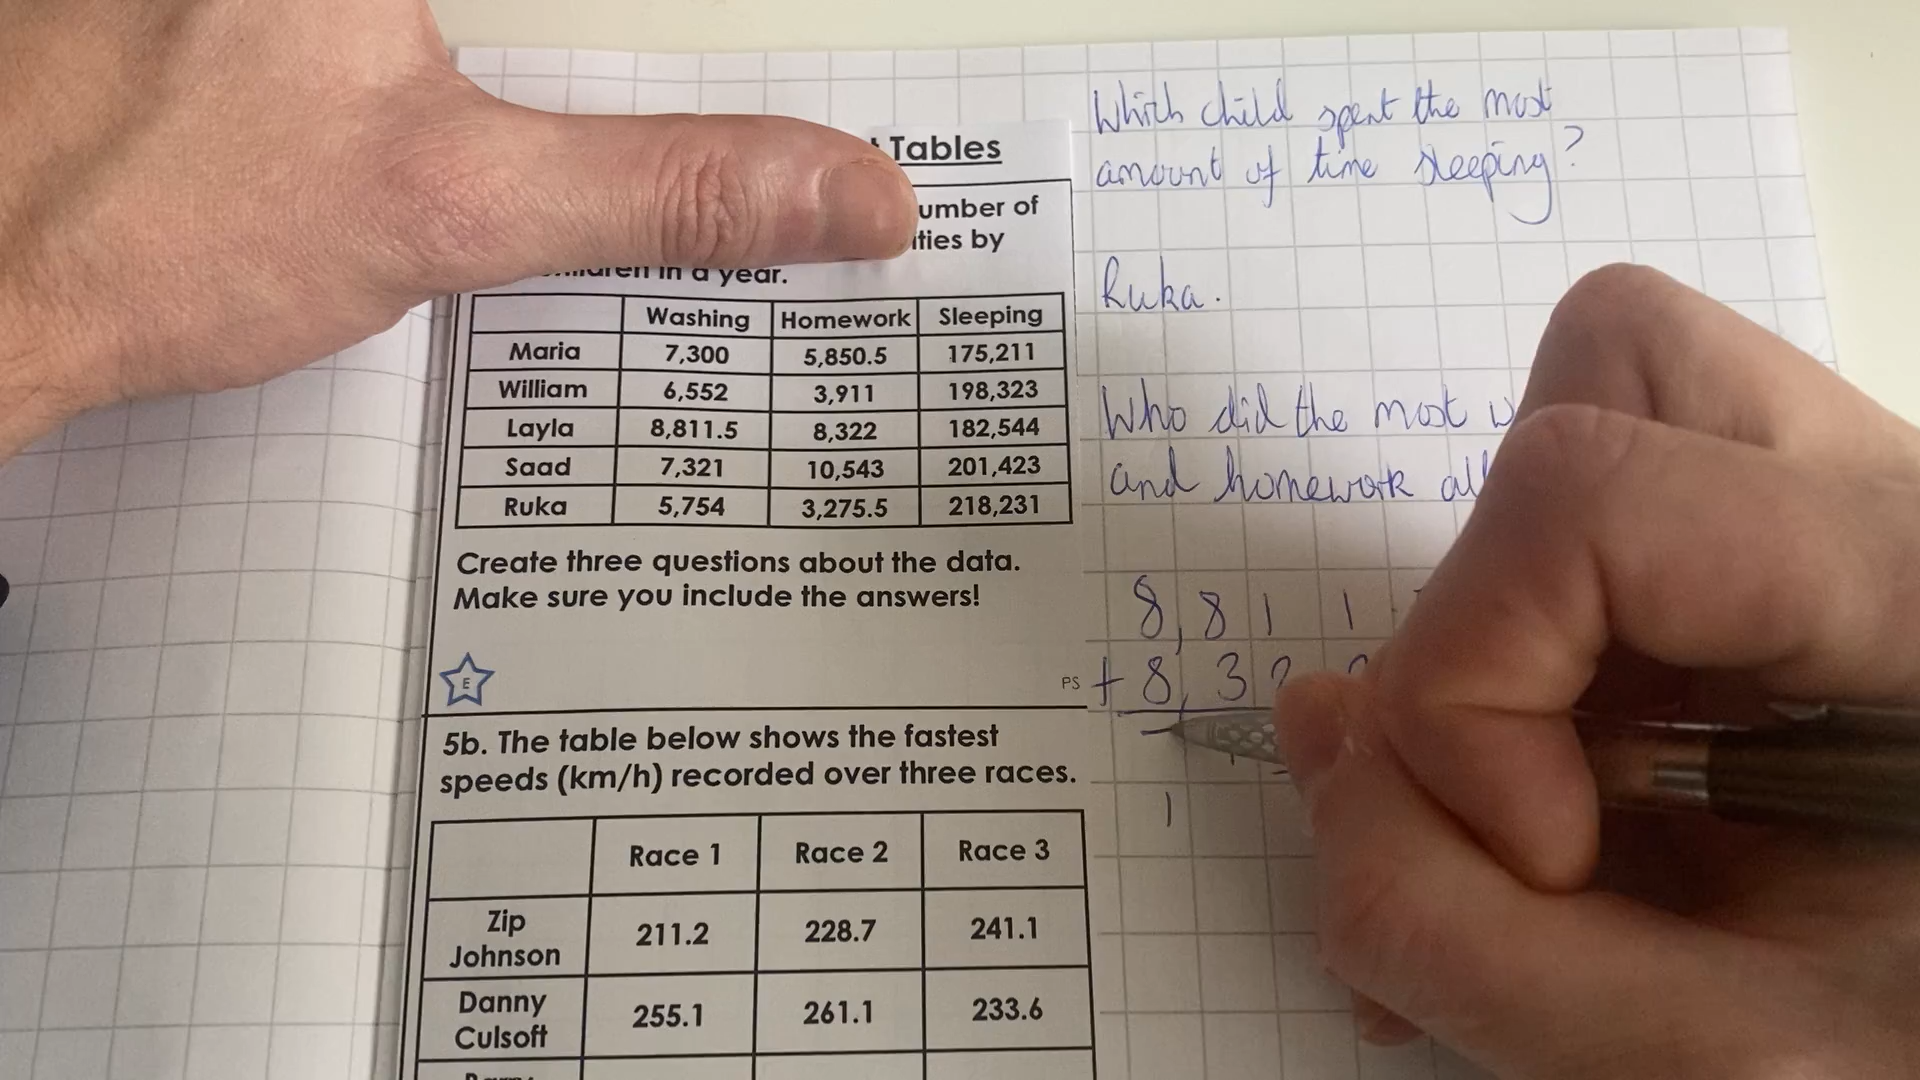 Tables
umber of
ities by
in a year.
Washing Homework Sleeping
Maria 7,300 5,850.5 175,211
William 6,552 3,911 198,323
Layla 8,811.5 8,322 182,544
Saad 7,321 10,543 201,423
Ruka 5,754 3,275.5 218,231
Create three questions about the data.
Make sure you include the answers!
E
PS
5b. The table below shows the fastest
speeds (km/h) recorded over three races.
Race 1 Race 2 Race 3
Zip
Johnson 211.2 228.7 241.1
Danny
Culsoft 255.1 261.1 233.6
Which child spent the most
amount of time sleeping?
Ruka.
Who did the most w
and homework al
8,811
+ 8,32
1